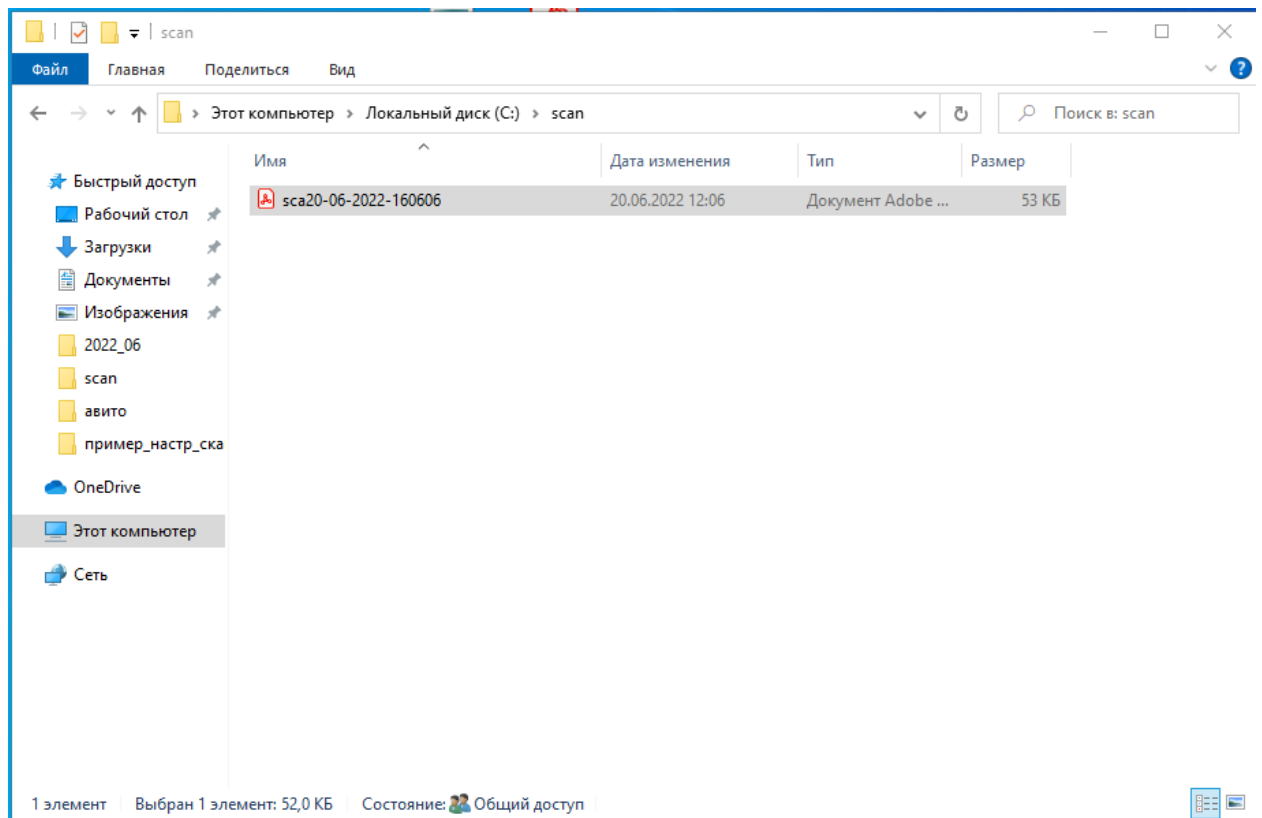 scan
Файл Главная Поделиться Вид
Этот компьютер Локальный диск (C:) scan Поиск в: scan
Имя Дата изменения Тип Размер
sca20-06-2022-160606 20.06.2022 12:06 Документ Adobe ... 53 КБ
Быстрый доступ
Рабочий стол
Загрузки
Документы
Изображения
2022_06
scan
авито
пример_настр_ска
OneDrive
Этот компьютер
Сеть
1 элемент Выбран 1 элемент: 52,0 КБ Состояние: Общий доступ